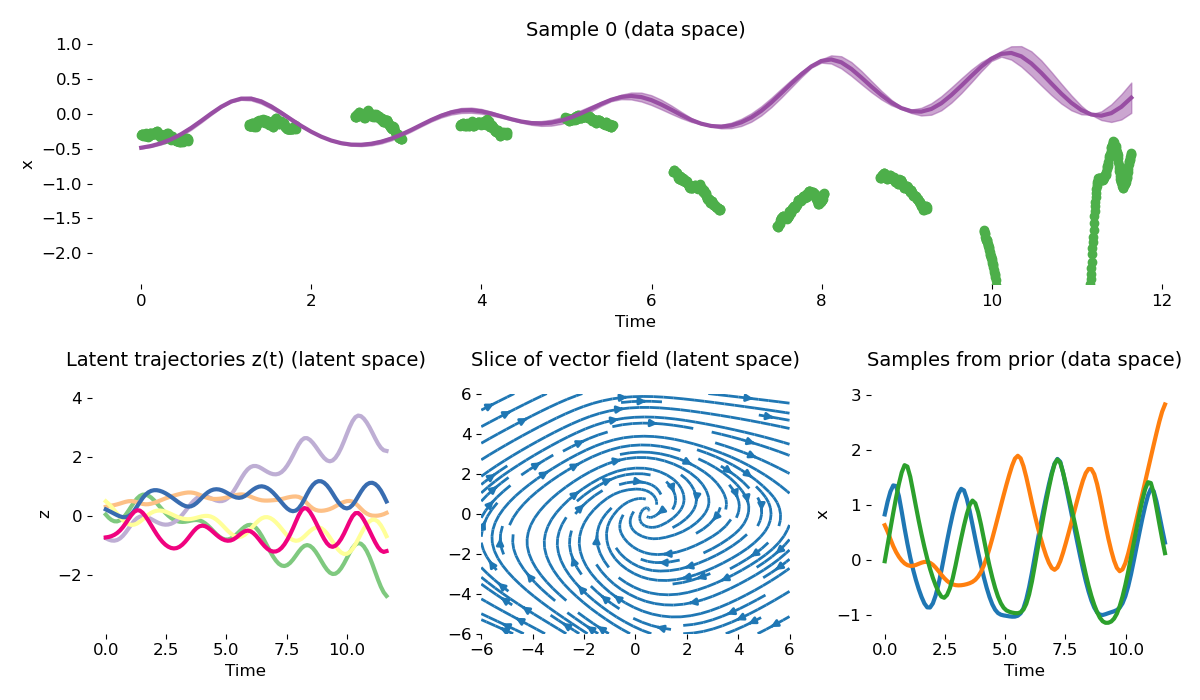 Sample 0 (data space)
1.0
0.5
0.0
−0.5
−1.0
−1.5
−2.0
x
0 2 4 6 8 10 12
Time
Latent trajectories z(t) (latent space)
4
2
0
−2
z
0.0 2.5 5.0 7.5 10.0
Time
Slice of vector field (latent space)
6
4
2
0
−2
−4
−6
−6 −4 −2 0 2 4 6
Samples from prior (data space)
3
2
1
0
−1
x
0.0 2.5 5.0 7.5 10.0
Time